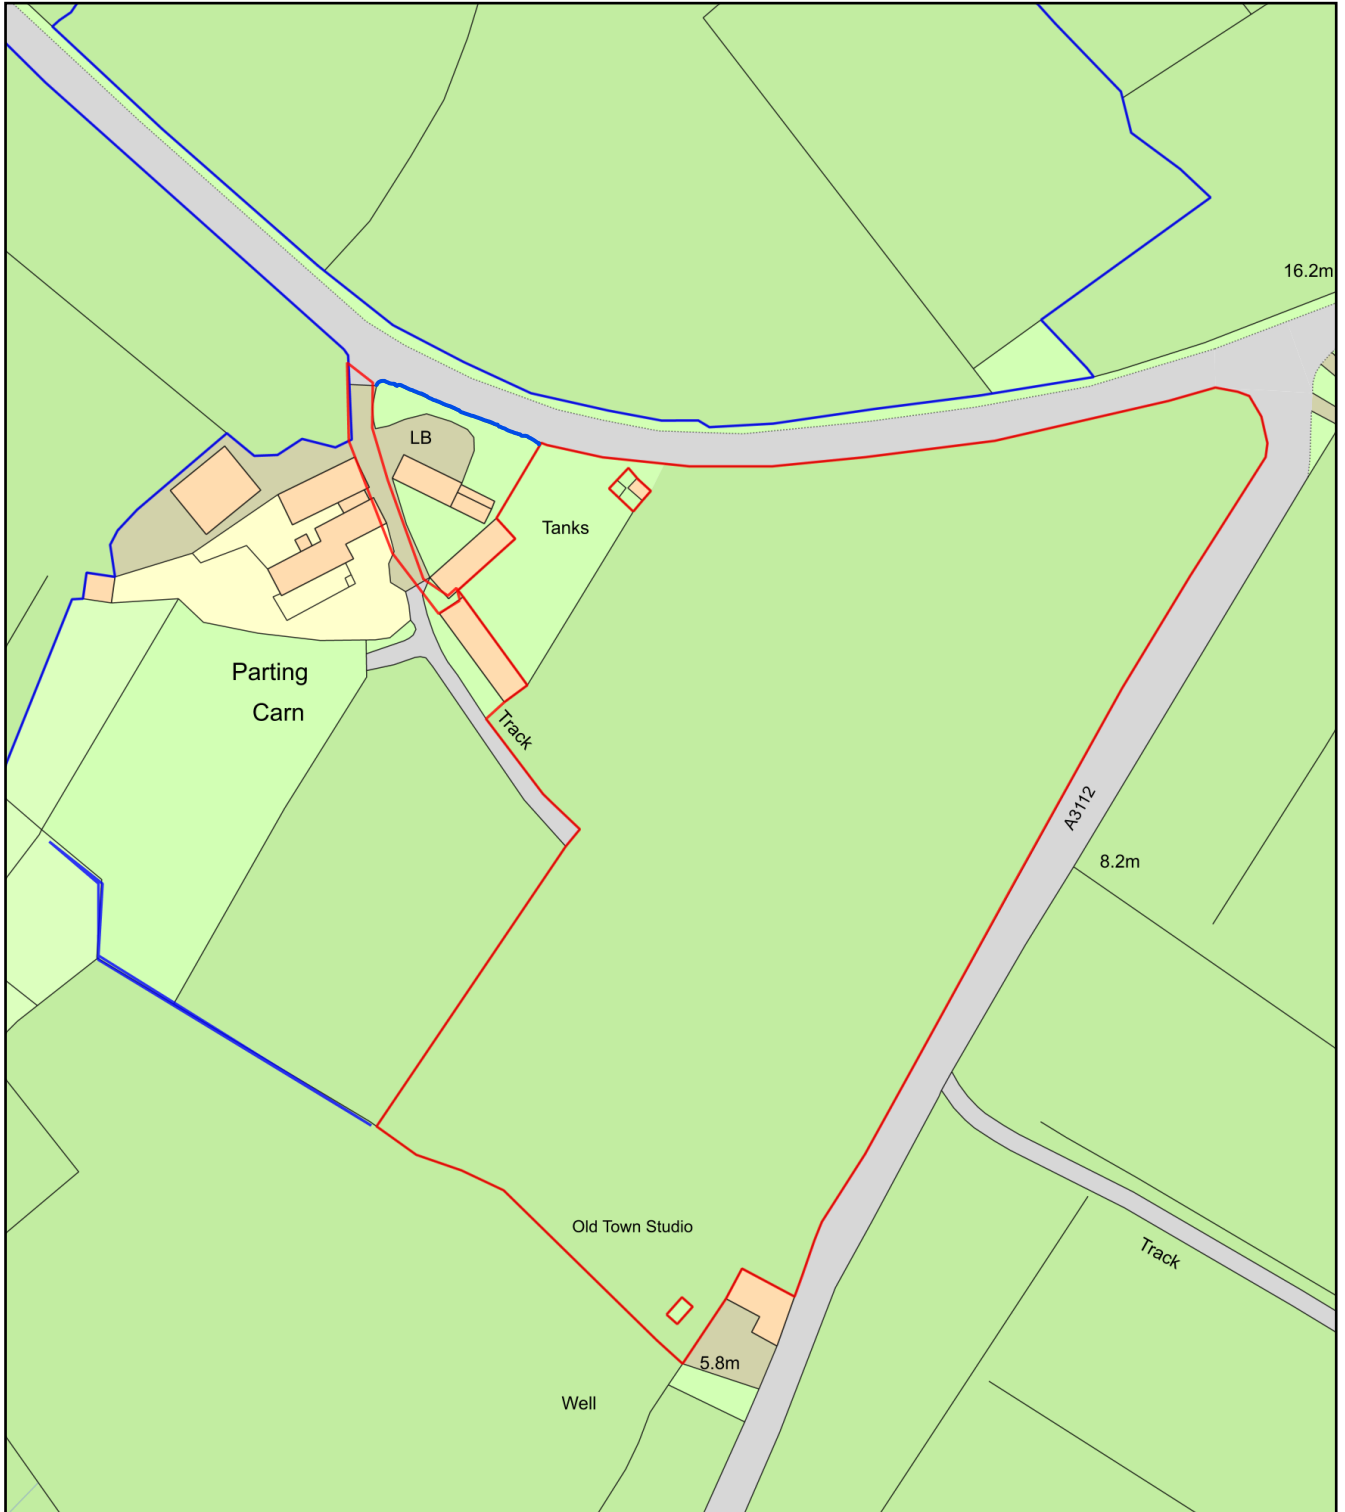 16.2m
LB
Tanks
Parting
Carn
Track
A3112
8.2m
Old Town Studio
Track
5.8m
Well